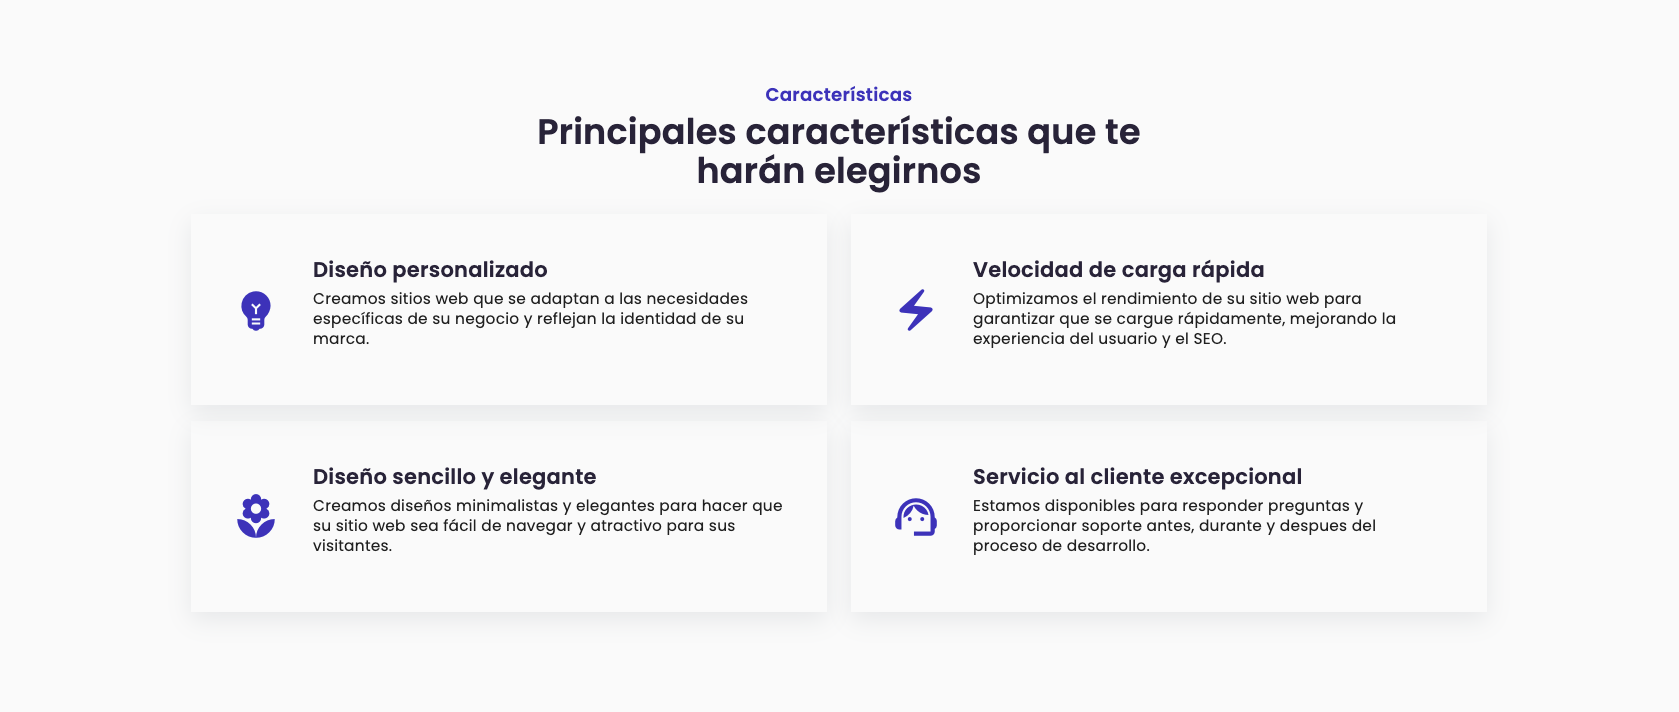 Características
Principales características que te
harán elegirnos
Diseño personalizado
Creamos sitios web que se adaptan a las necesidades
específicas de su negocio y reflejan la identidad de su
marca.
Velocidad de carga rápida
Optimizamos el rendimiento de su sitio web para
garantizar que se cargue rápidamente, mejorando la
experiencia del usuario y el SEO.
Diseño sencillo y elegante
Creamos diseños minimalistas y elegantes para hacer que
su sitio web sea fácil de navegar y atractivo para sus
visitantes.
Servicio al cliente excepcional
Estamos disponibles para responder preguntas y
proporcionar soporte antes, durante y despues del
proceso de desarrollo.